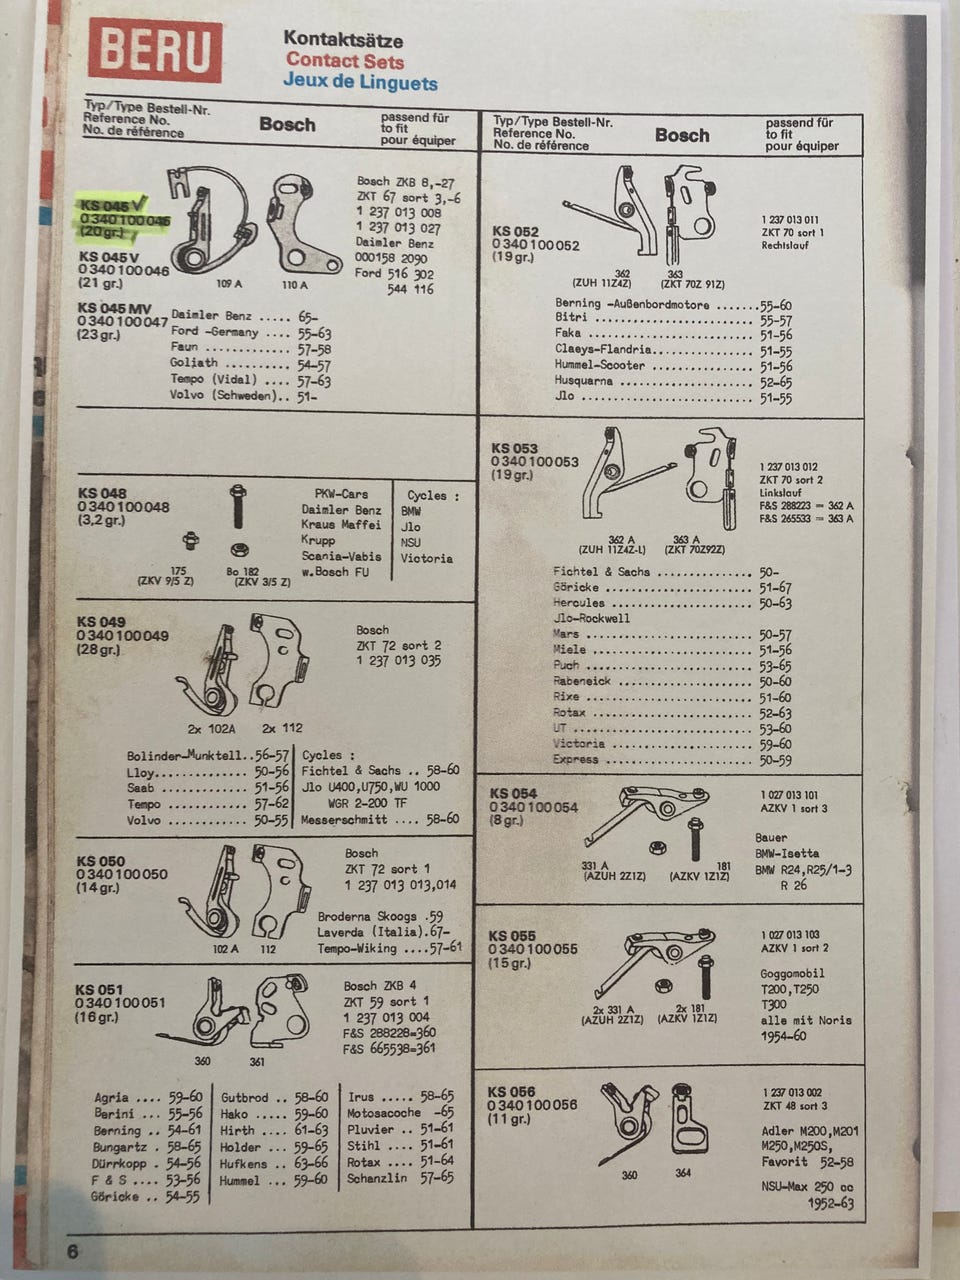 BERU
Kontaktsätze
Contact Sets
Jeux de Linguets
Typ/Type Bestell-Nr.
Reference No.
No. de référence
Bosch
passend für
to fit
pour équiper
KS 045
0 340 100 045
(20 gr.)
KS 045 V
0 340 100 046
(21 gr.)
KS 045 MV
0 340 100 047
(23 gr.)
109 A 110 A
Bosch ZKB 8,-27
ZKT 67 sort 3,-6
1 237 013 008
1 237 013 027
Daimler Benz
000158 2090
Ford 516 302
544 116
Daimler Benz ..... 65-
Ford -Germany .... 55-63
Faun ............ 57-58
Goliath .......... 54-57
Tempo (Vidal) .... 57-63
Volvo (Schweden).. 51-
KS 048
0 340 100 048
(3,2 gr.)
175
(ZKV 9/5 Z)
Bo 182
(ZKV 3/5 Z)
PKW-Cars
Daimler Benz
Kraus Maffei
Krupp
Scania-Vabis
w.Bosch FU
Cycles :
BMW
Jlo
NSU
Victoria
KS 049
0 340 100 049
(28 gr.)
2x 102A 2x 112
Bosch
ZKT 72 sort 2
1 237 013 035
Bolinder-Munktell..56-57
Lloy............. 50-56
Saab ............ 51-56
Tempo ........... 57-62
Volvo ........... 50-55
Cycles :
Fichtel & Sachs .. 58-60
Jlo U400,U750,WU 1000
WGR 2-200 TF
Messerschmitt .... 58-60
KS 050
0 340 100 050
(14 gr.)
102 A 112
Bosch
ZKT 72 sort 1
1 237 013 013,014
Broderna Skoogs .59
Laverda (Italia).67-
Tempo-Wiking ....57-61
KS 051
0 340 100 051
(16 gr.)
360 361
Bosch ZKB 4
ZKT 59 sort 1
1 237 013 004
F&S 288228=360
F&S 665538=361
Agria .... 59-60
Berini ... 55-56
Berning .. 54-61
Bungartz . 58-65
Dürrkopp . 54-56
F & S .... 53-56
Göricke .. 54-55
Gutbrod .. 58-60
Hako ..... 59-60
Hirth .... 61-63
Holder ... 59-65
Hufkens .. 63-66
Hummel ... 59-60
Irus ..... 58-65
Motosacoche -65
Pluvier .. 51-61
Stihl .... 51-61
Rotax .... 51-64
Schanzlin 57-65
6
Typ/Type Bestell-Nr.
Reference No.
No. de référence
Bosch
passend für
to fit
pour équiper
KS 052
0 340 100 052
(19 gr.)
362
(ZUH 11Z4Z)
363
(ZKT 70Z 91Z)
1 237 013 011
ZKT 70 sort 1
Rechtslauf
Berning -Außenbordmotore .......55-60
Bitri .......................... 55-57
Faka ........................... 51-56
Claeys-Flandria................. 51-55
Hummel-Scooter ................. 51-56
Husquarna ...................... 52-65
Jlo ............................ 51-55
KS 053
0 340 100 053
(19 gr.)
362 A
(ZUH 11Z4Z-L)
363 A
(ZKT 70Z92Z)
1 237 013 012
ZKT 70 sort 2
Linkslauf
F&S 288223 = 362 A
F&S 265533 = 363 A
Fichtel & Sachs ................. 50-
Göricke ........................ 51-67
Hercules ....................... 50-63
Jlo-Rockwell
Mars ........................... 50-57
Miele .......................... 51-56
Puch ........................... 53-65
Rabeneick ...................... 50-60
Rixe ........................... 51-60
Rotax .......................... 52-63
UT ............................. 53-60
Victoria ....................... 59-60
Express ........................ 50-59
KS 054
0 340 100 054
(8 gr.)
331 A
(AZUH 2Z1Z)
181
(AZKV 1Z1Z)
1 027 013 101
AZKV 1 sort 3
Bauer
BMW-Isetta
BMW R24,R25/1-3
R 26
KS 055
0 340 100 055
(15 gr.)
2x 331 A
(AZUH 2Z1Z)
2x 181
(AZKV 1Z1Z)
1 027 013 103
AZKV 1 sort 2
Goggomobil
T200,T250
T300
alle mit Noris
1954-60
KS 056
0 340 100 056
(11 gr.)
360 364
1 237 013 002
ZKT 48 sort 3
Adler M200,M201
M250,M250S,
Favorit 52-58
NSU-Max 250 cc
1952-63